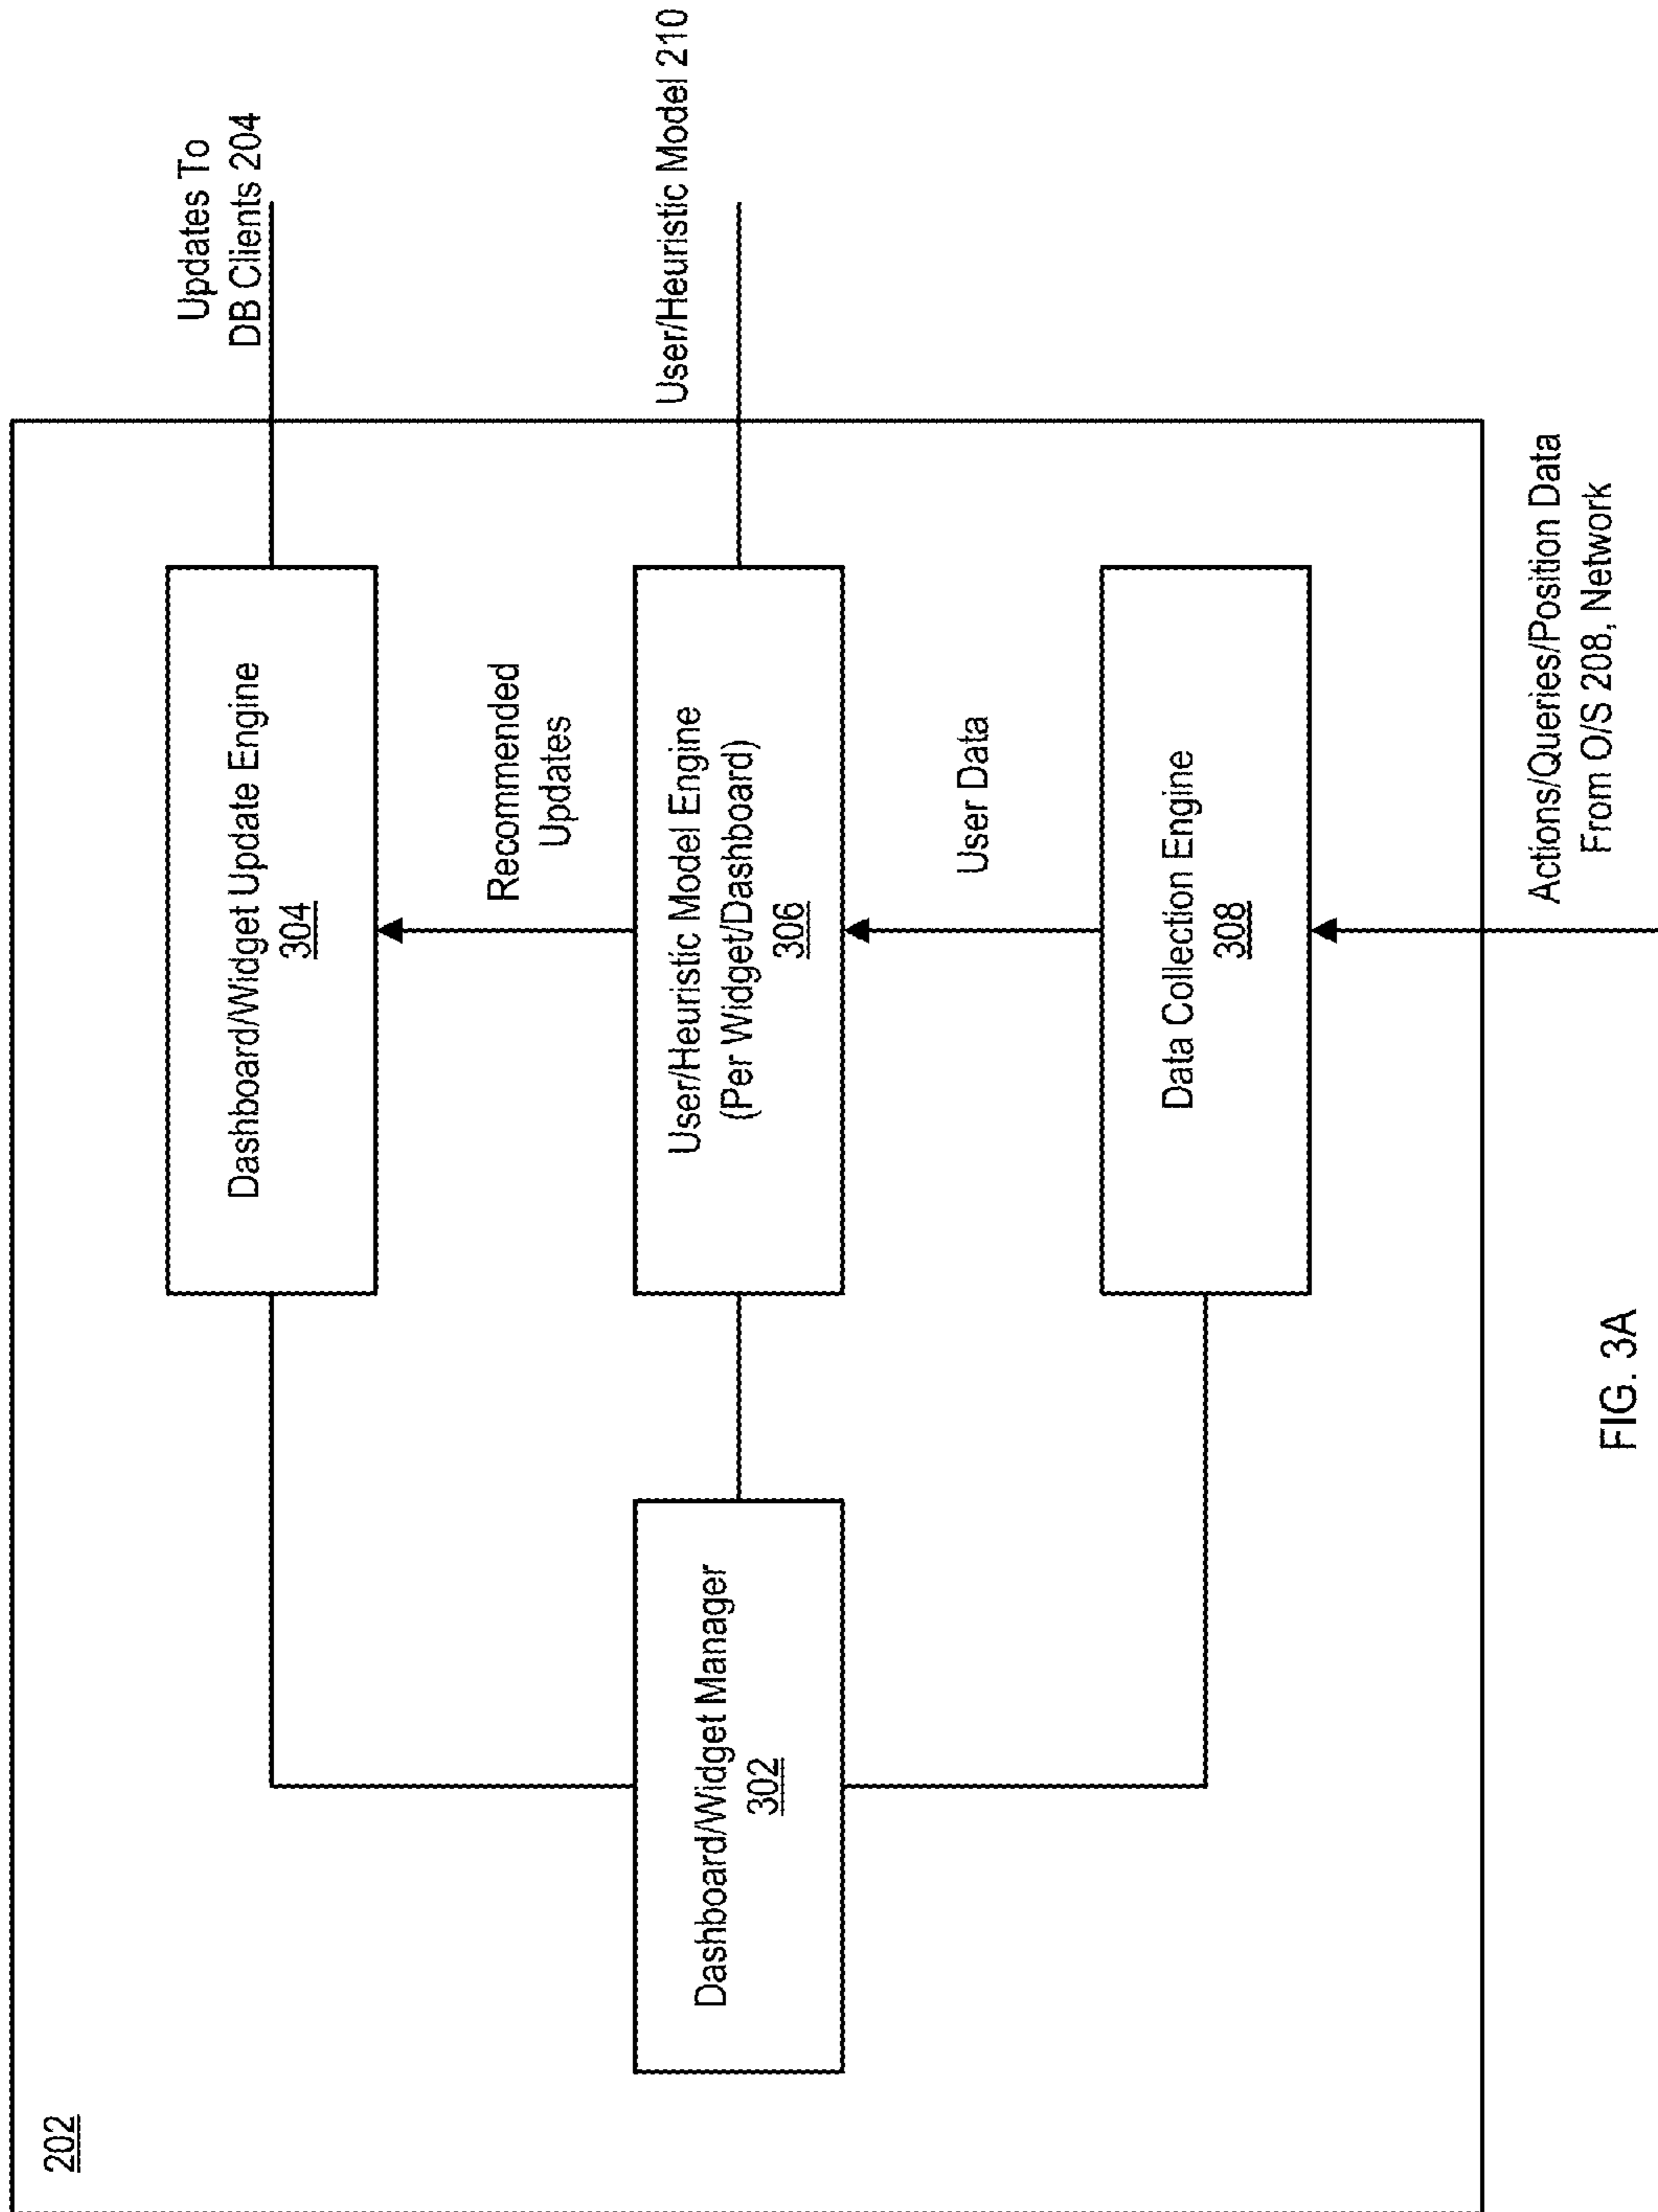 202
Updates To
DB Clients 204
Dashboard/Widget Update Engine
304
Recommended
Updates
User/Heuristic Model 210
Dashboard/Widget Manager
302
User/Heuristic Model Engine
(Per Widget/Dashboard)
306
User Data
Data Collection Engine
308
Actions/Queries/Position Data
From O/S 208, Network
FIG. 3A